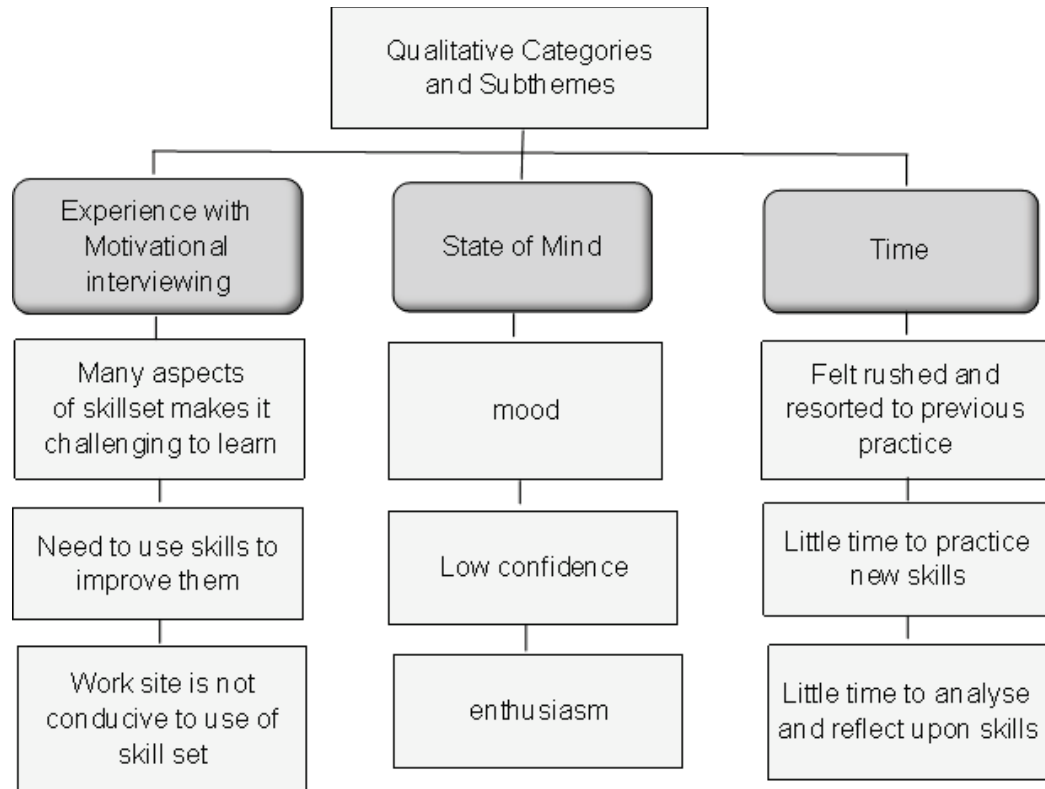 Qualitative Categories
and Subthemes
Experience with
Motivational
interviewing
Many aspects
of skillset makes it
challenging to learn
Need to use skills to
improve them
Work site is not
conducive to use of
skill set
State of Mind
mood
Low confidence
enthusiasm
Time
Felt rushed and
resorted to previous
practice
Little time to practice
new skills
Little time to analyse
and reflect upon skills